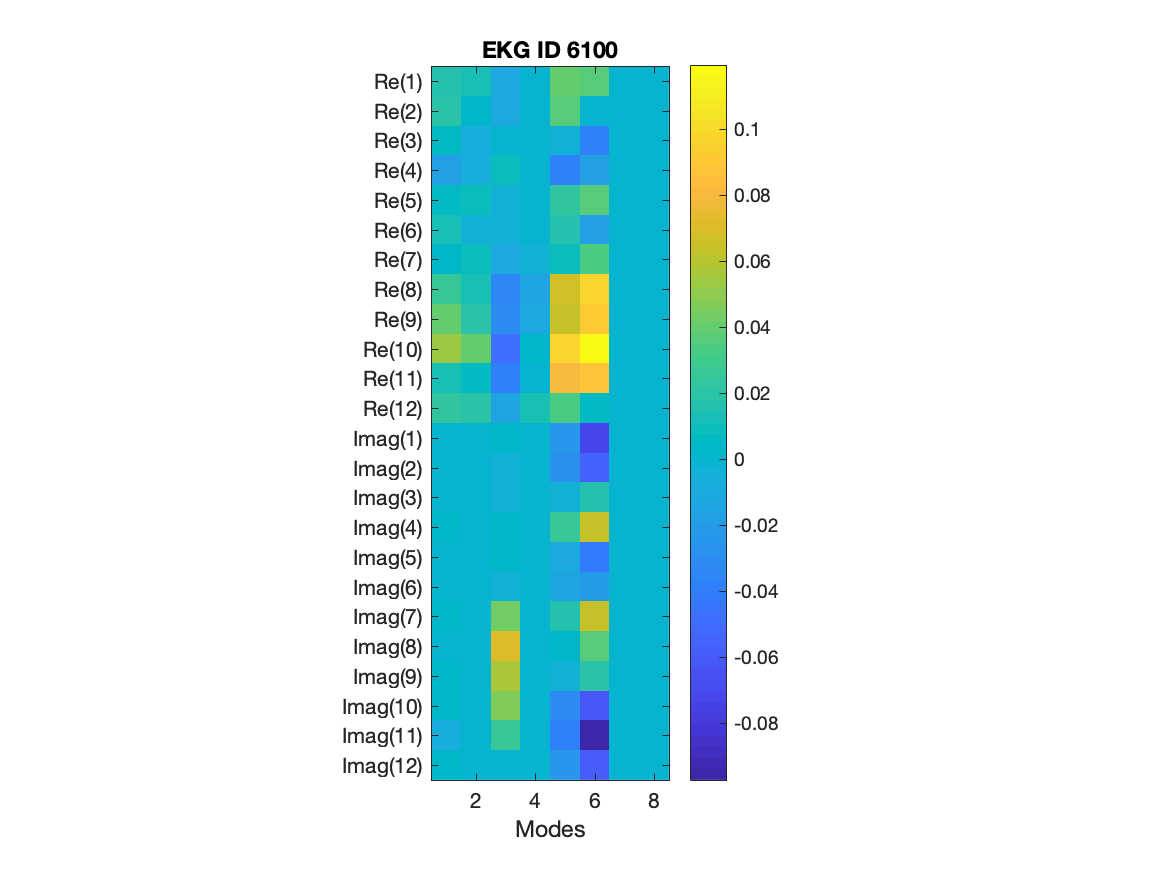 EKG ID 6100
Re(1)
Re(2)
Re(3)
Re(4)
Re(5)
Re(6)
Re(7)
Re(8)
Re(9)
Re(10)
Re(11)
Re(12)
Imag(1)
Imag(2)
Imag(3)
Imag(4)
Imag(5)
Imag(6)
Imag(7)
Imag(8)
Imag(9)
Imag(10)
Imag(11)
Imag(12)
2 4 6 8
Modes
0.1
0.08
0.06
0.04
0.02
0
-0.02
-0.04
-0.06
-0.08